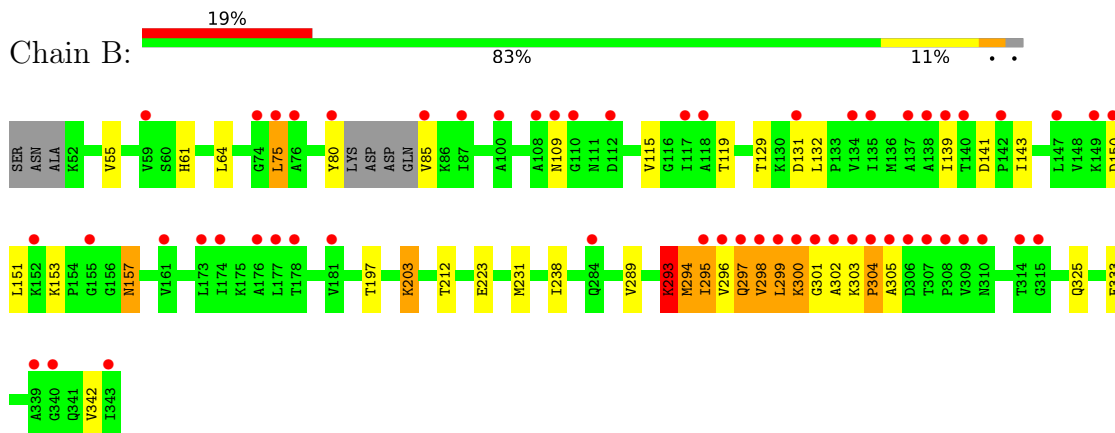 19%
Chain B:
83% 11% • •
SER ASN ALA K52 V55 V59 S60 H61 L64 G74 L75 A76 Y80 LYS ASP ASP GLN V85 K86 I87 A100 A108 N109 G110 N111 D112 V115 G116 I117 A118 T119 T129 K130 D131 L132 P133 V134 I135 M136 A137 A138 I139 T140 D141 P142 I143 L147 V148 K149 D150
L151 K152 K153 P154 G155 G156 N157 V161 L173 I174 K175 A176 L177 T178 V181 T197 K203 T212 E223 M231 I238 Q284 V289 K293 M294 I295 V296 Q297 V298 L299 K300 G301 A302 K303 P304 A305 D306 T307 P308 V309 N310 T314 G315 Q325 E333
A339 G340 Q341 V342 I343